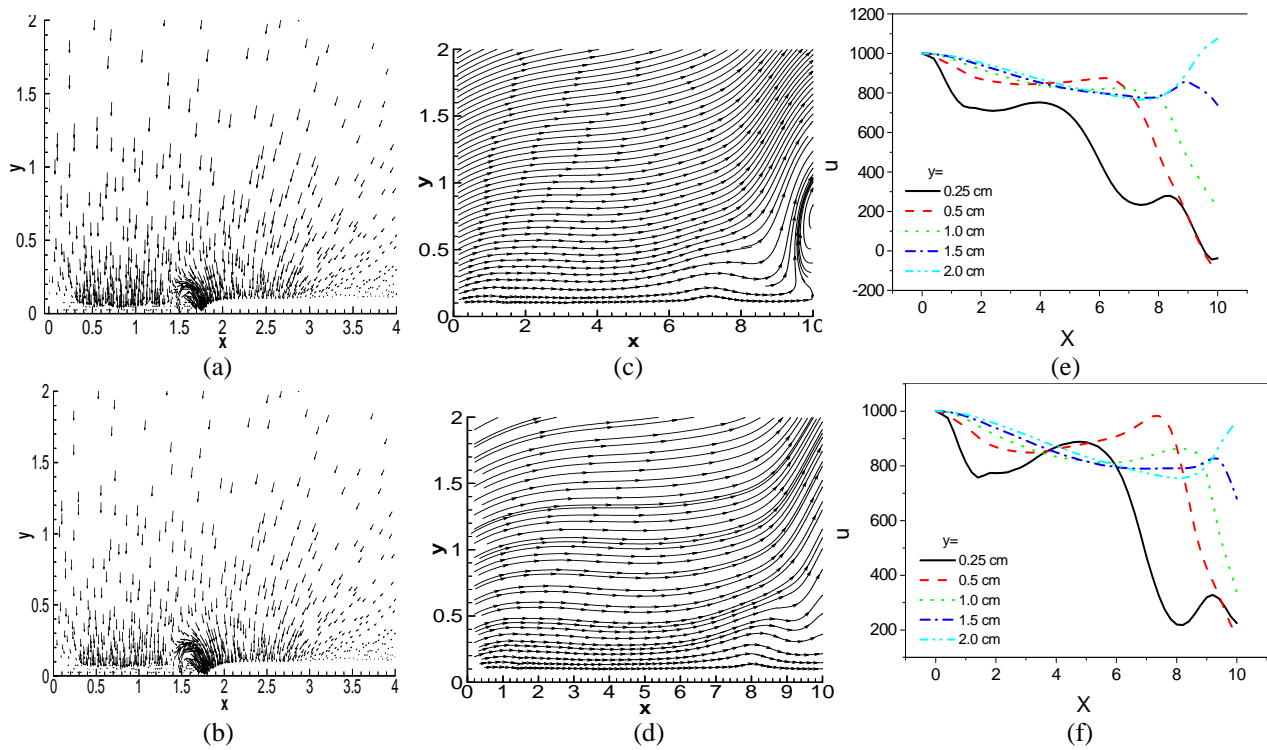 2
1.5
y
1
0.5
0
0 0.5 1 1.5 2 2.5 3 3.5 4
x
(a)
2
1.5
y
1
0.5
0
0 2 4 6 8 10
x
(c)
1200
1000
800
600
u
400
200
0
-200
y=
0.25 cm
0.5 cm
1.0 cm
1.5 cm
2.0 cm
0 2 4 6 8 10
X
(e)
2
1.5
y
1
0.5
0
0 0.5 1 1.5 2 2.5 3 3.5 4
x
(b)
2
1.5
y
1
0.5
0
0 1 2 3 4 5 6 7 8 9 10
x
(d)
1000
800
u
600
400
200
y=
0.25 cm
0.5 cm
1.0 cm
1.5 cm
2.0 cm
0 2 4 6 8 10
X
(f)